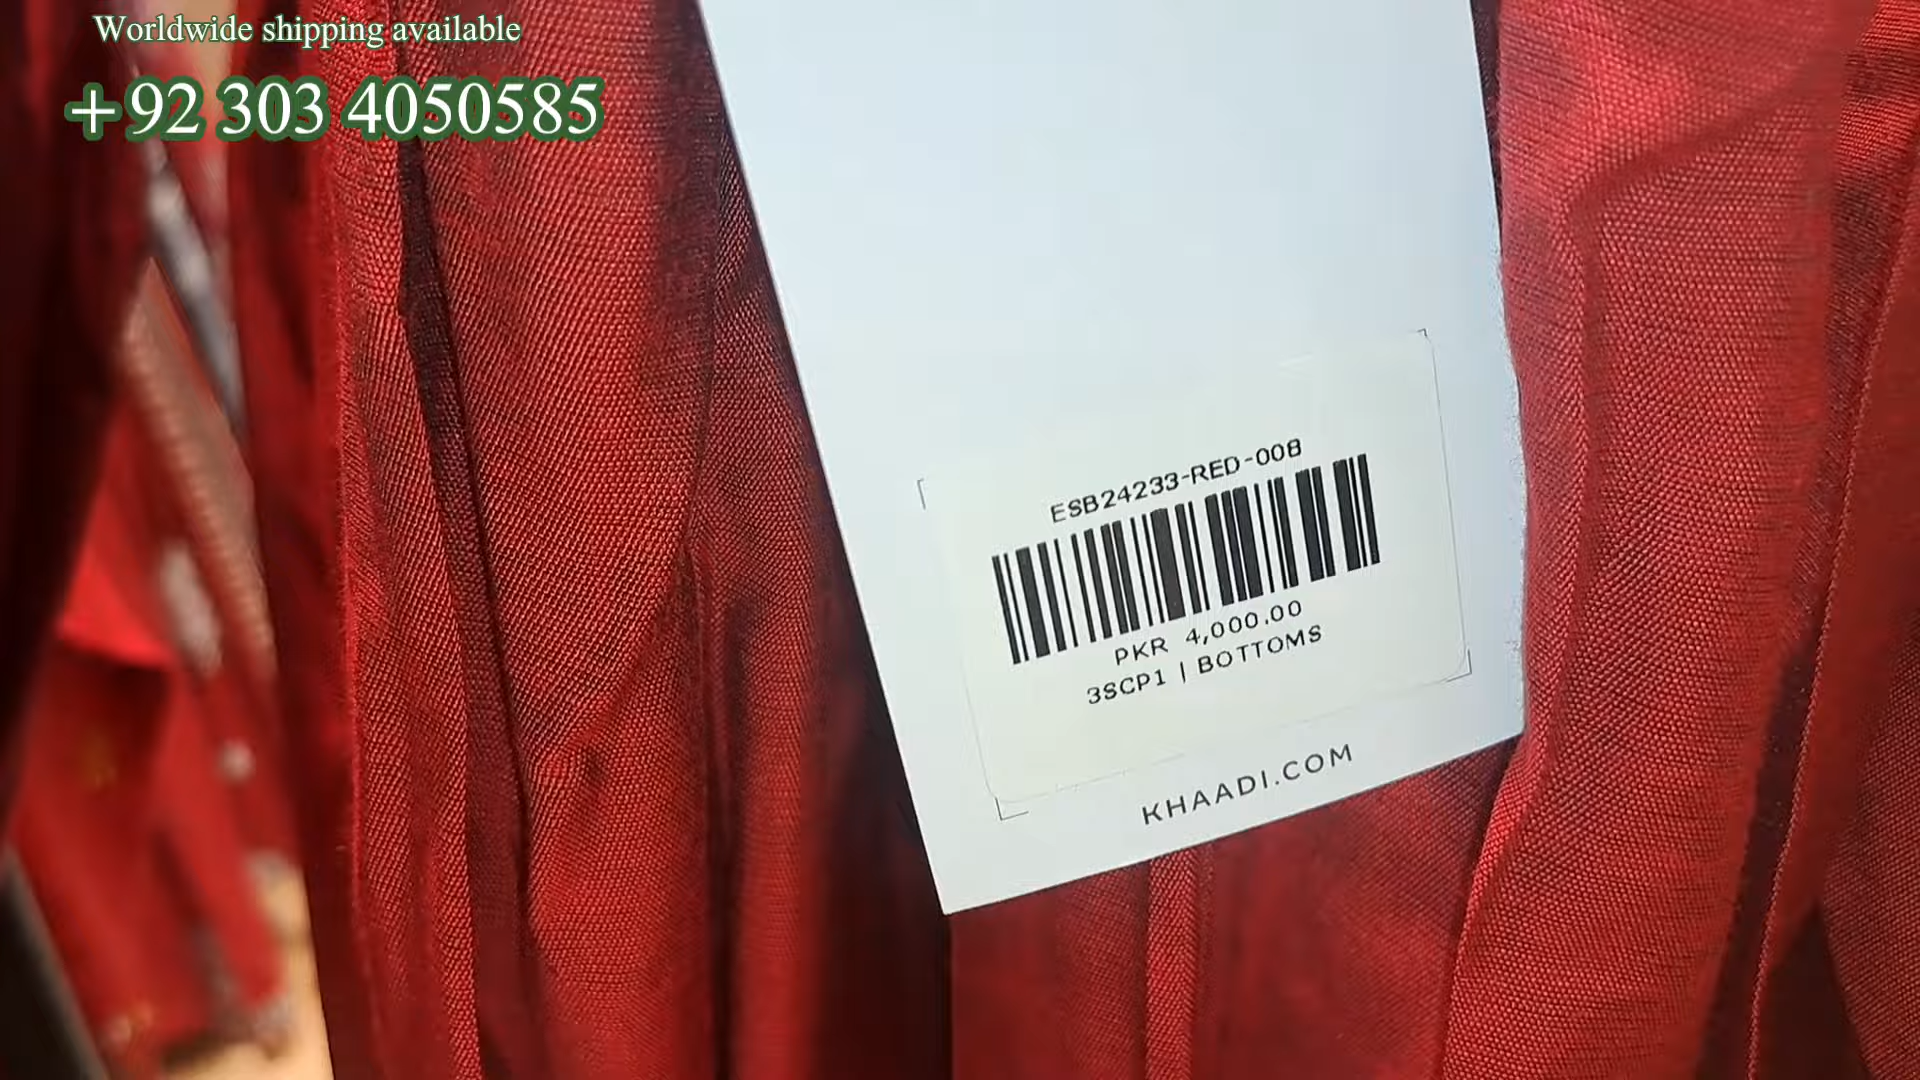 Worldwide shipping available
+92 303 4050585
ESB24233-RED-008
PKR 4,000.00
3SCP1 | BOTTOMS
KHAADI.COM